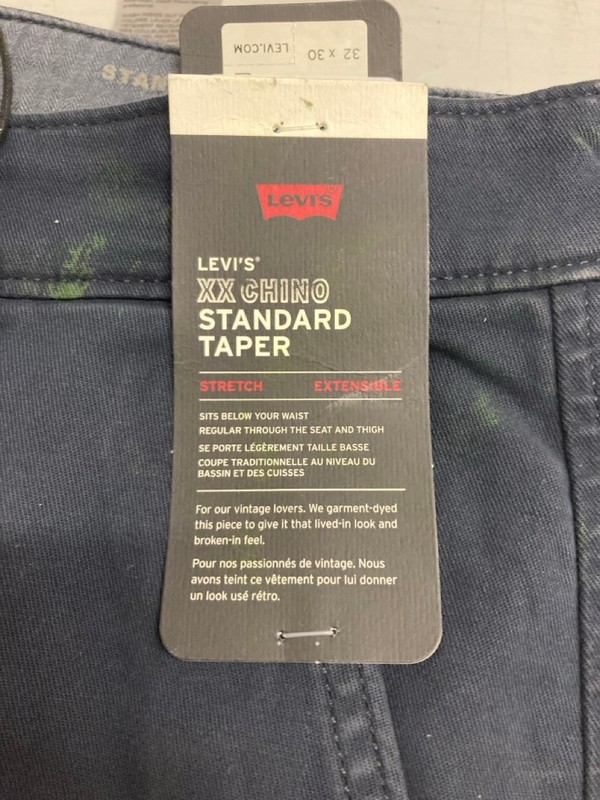 STAN
32 x 30
LEVI.COM
LEVI'S®
LEVI'S®
XX CHINO
STANDARD
TAPER
STRETCH EXTENSIBLE
SITS BELOW YOUR WAIST
REGULAR THROUGH THE SEAT AND THIGH
SE PORTE LÉGÈREMENT TAILLE BASSE
COUPE TRADITIONNELLE AU NIVEAU DU
BASSIN ET DES CUISSES
For our vintage lovers. We garment-dyed
this piece to give it that lived-in look and
broken-in feel.
Pour nos passionnés de vintage. Nous
avons teint ce vêtement pour lui donner
un look usé rétro.